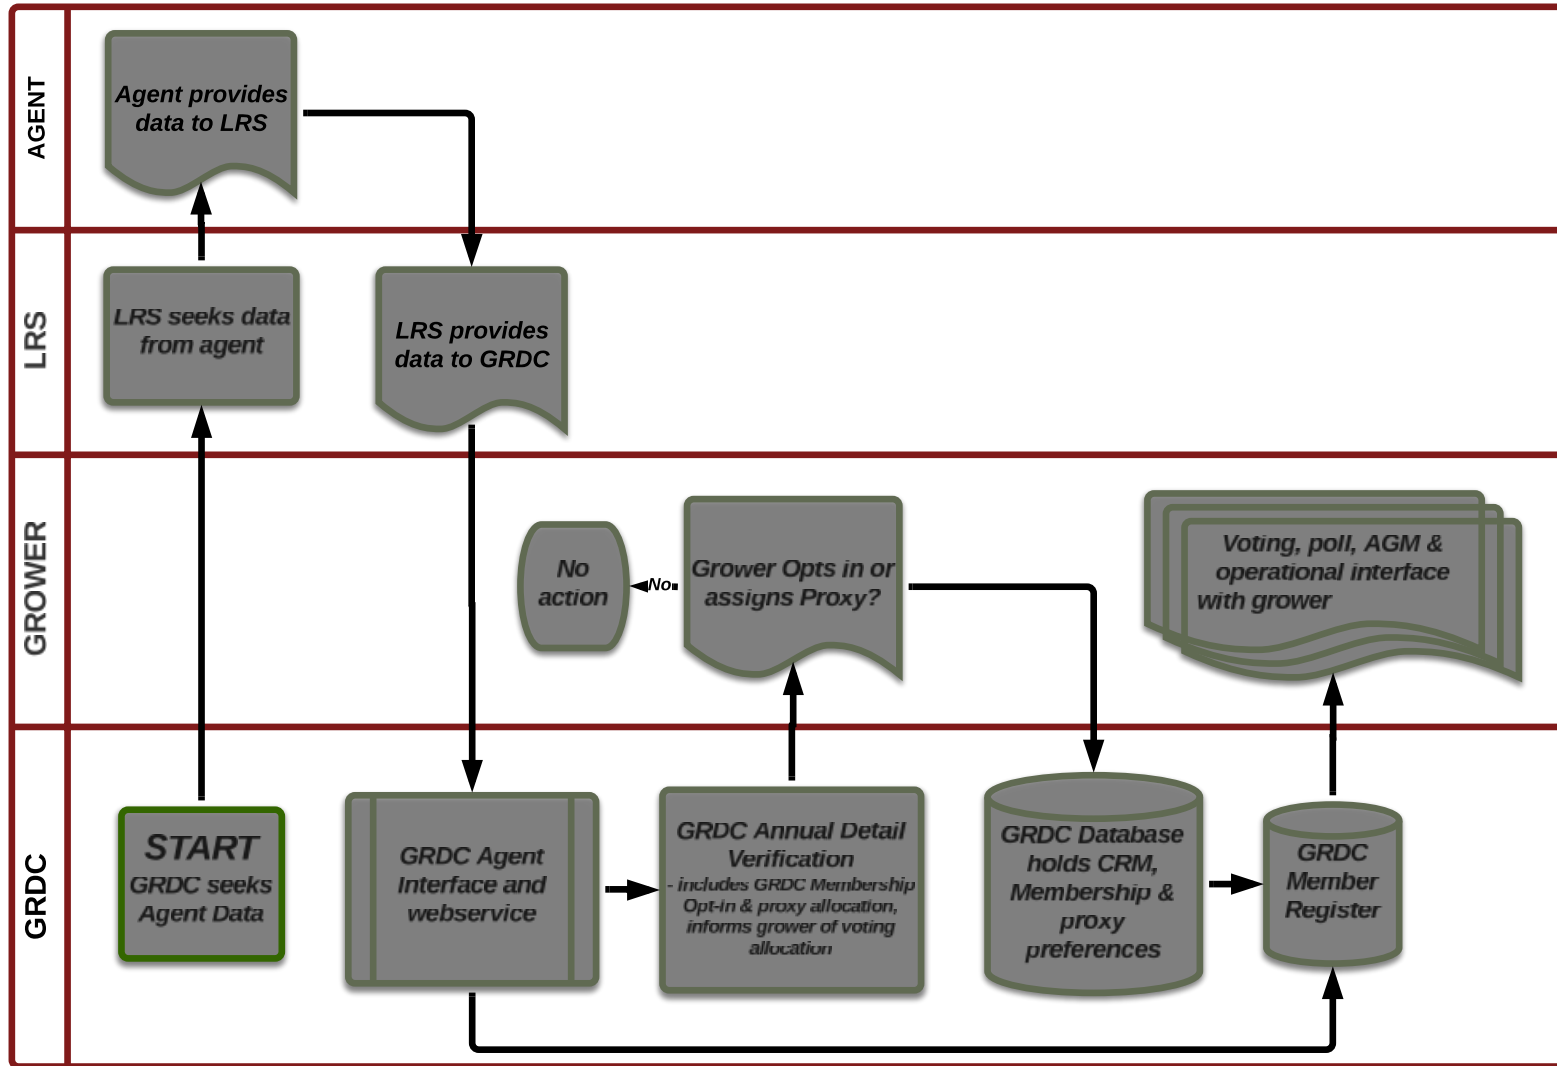 AGENT
Agent provides
data to LRS
LRS
LRS seeks data
from agent
LRS provides
data to GRDC
GROWER
No
action
No
Grower Opts in or
assigns Proxy?
Voting, poll, AGM &
operational interface
with grower
GRDC
START
GRDC seeks
Agent Data
GRDC Agent
Interface and
webservice
GRDC Annual Detail
Verification
- includes GRDC Membership
Opt-In & proxy allocation,
informs grower of voting
allocation
GRDC Database
holds CRM,
Membership &
proxy
preferences
GRDC
Member
Register